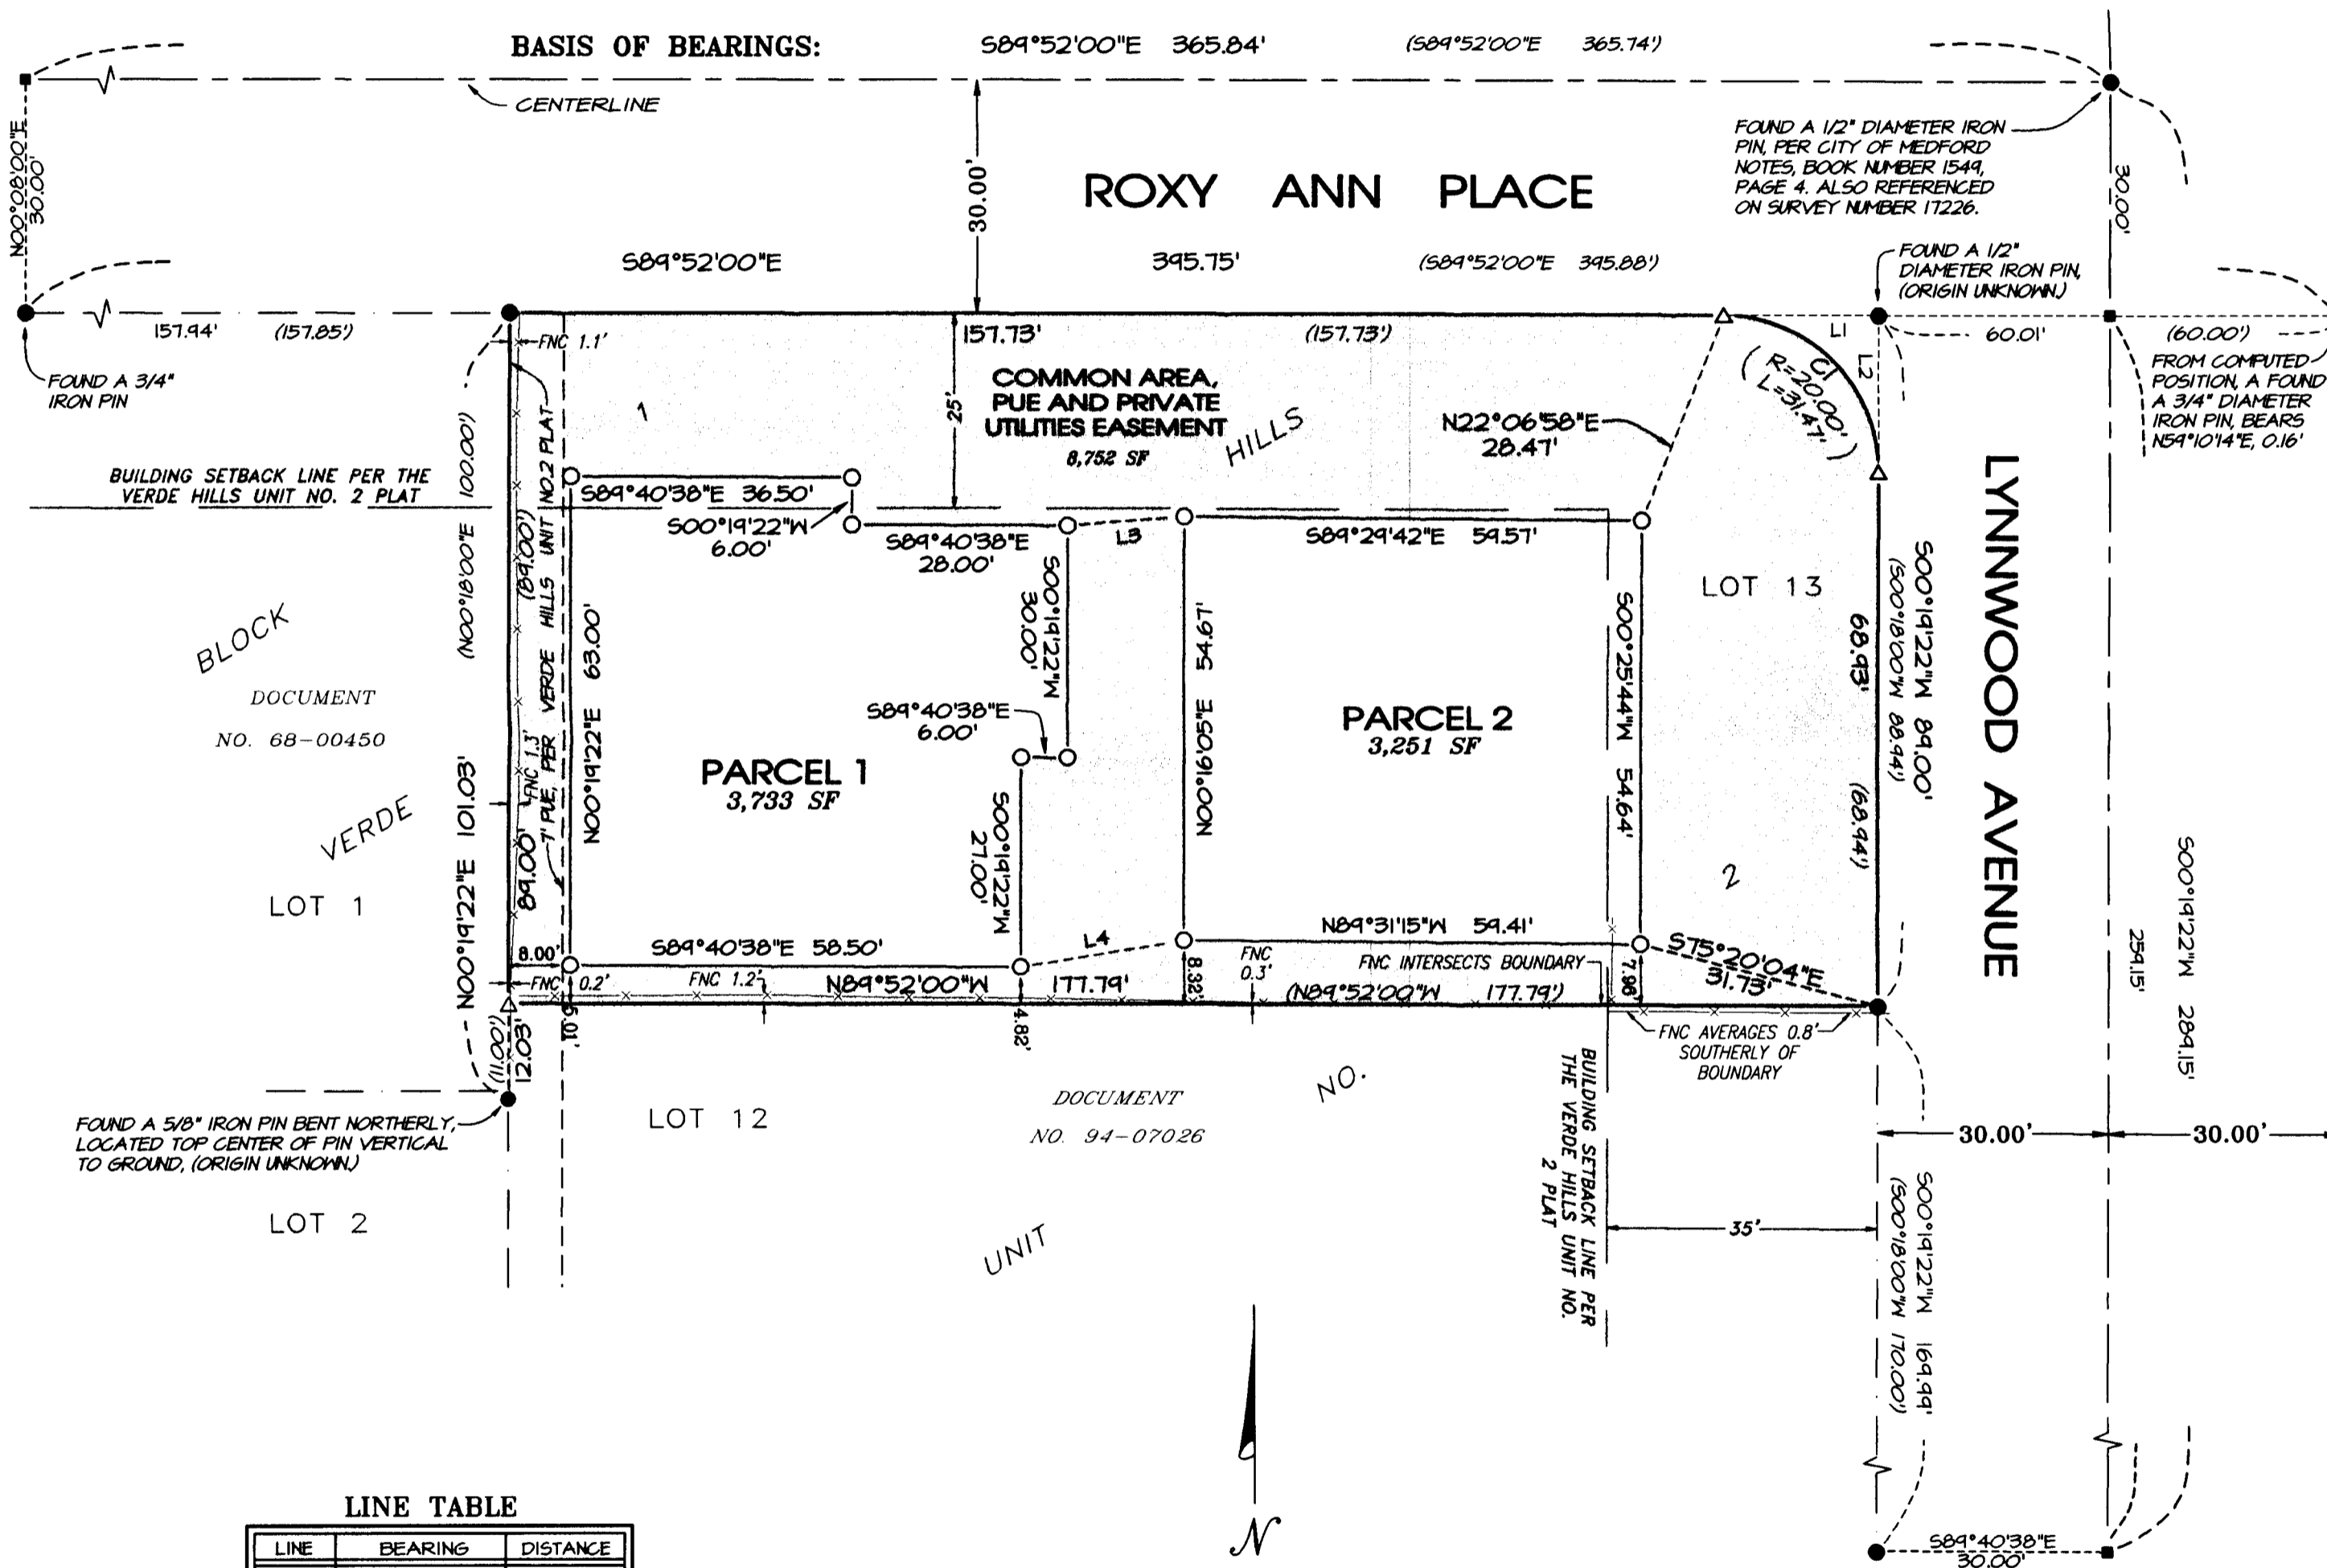 BASIS OF BEARINGS:
S89°52'00"E 365.84'
(S89°52'00"E 365.74')
CENTERLINE
N00°08'00"E
30.00'
30.00'
ROXY ANN PLACE
FOUND A 1/2" DIAMETER IRON
PIN, PER CITY OF MEDFORD
NOTES, BOOK NUMBER 1549,
PAGE 4. ALSO REFERENCED
ON SURVEY NUMBER 17226.
30.00'
S89°52'00"E
395.75'
(S89°52'00"E 395.88')
FOUND A 1/2"
DIAMETER IRON PIN,
(ORIGIN UNKNOWN.)
157.94'
(157.85')
FNC 1.1'
157.73'
(157.73')
L1
L2
60.01'
(60.00')
FROM COMPUTED
POSITION, A FOUND
A 3/4" DIAMETER
IRON PIN, BEARS
N59°10'14"E, 0.16'
FOUND A 3/4"
IRON PIN
1
COMMON AREA,
PUE AND PRIVATE
UTILITIES EASEMENT
8,752 SF
25'
HILLS
N22°06'58"E
28.47'
C1
(R=20.00'
L=31.47')
BUILDING SETBACK LINE PER THE
VERDE HILLS UNIT NO. 2 PLAT
(N00°18'00"E 100.00')
(89.00')
7' PUE, PER VERDE HILLS UNIT NO.2 PLAT
S89°40'38"E 36.50'
S00°19'22"W
6.00'
S89°40'38"E
28.00'
L3
S89°29'42"E 59.57'
LOT 13
LYNNWOOD AVENUE
S00°19'22"W 89.00'
(S00°18'00"W 88.94')
68.93'
(68.94')
BLOCK
DOCUMENT
NO. 68-00450
VERDE
LOT 1
N00°19'22"E 101.03'
89.00'
FNC 1.3'
N00°19'22"E 63.00'
S00°19'22"W
30.00'
S89°40'38"E
6.00'
PARCEL 1
3,733 SF
S00°19'22"W
27.00'
N00°19'05"E 54.67'
PARCEL 2
3,251 SF
S00°25'44"W 54.64'
2
S00°19'22"W 289.15'
259.15'
8.00'
S89°40'38"E 58.50'
L4
N89°31'15"W 59.41'
S75°20'04"E
31.73'
FNC 0.2'
FNC 1.2'
N89°52'00"W 177.79'
8.32'
FNC
0.3'
FNC INTERSECTS BOUNDARY
(N89°52'00"W 177.79')
7.98'
5.01'
4.82'
(11.00')
12.03'
FNC AVERAGES 0.8'
SOUTHERLY OF
BOUNDARY
FOUND A 5/8" IRON PIN BENT NORTHERLY,
LOCATED TOP CENTER OF PIN VERTICAL
TO GROUND, (ORIGIN UNKNOWN.)
LOT 12
DOCUMENT
NO. 94-07026
NO.
BUILDING SETBACK LINE PER
THE VERDE HILLS UNIT NO.
2 PLAT
30.00'
30.00'
LOT 2
UNIT
35'
S00°19'22"W 169.99'
(S00°18'00"W 170.00')
N
LINE TABLE
LINE BEARING DISTANCE
S89°40'38"E
30.00'